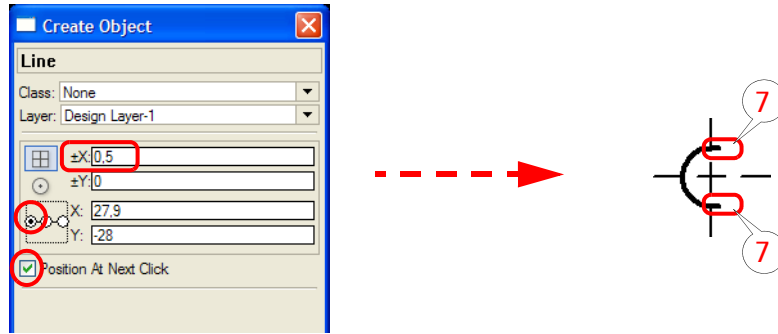 Create Object
Line
Class: None
Layer: Design Layer-1
±X: 0,5
±Y: 0
X: 27,9
Y: -28
Position At Next Click
7
7